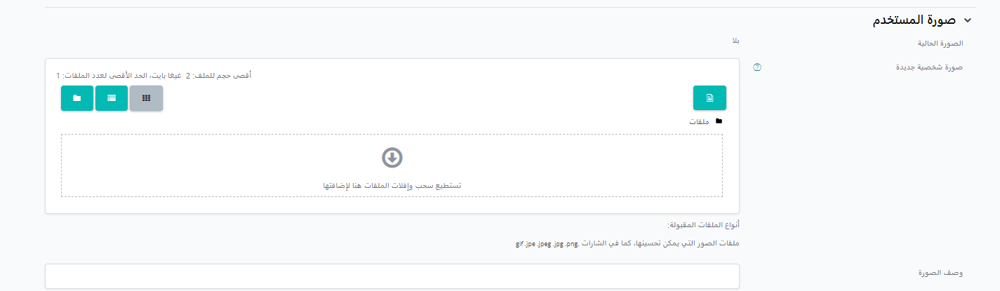 صورة المستخدم
الصورة الحالية
بلا
صورة شخصية جديدة
أقصى حجم للملف: 2 غيغا بايت، الحد الأقصى لعدد الملفات: 1
ملفات
تستطيع سحب وإفلات الملفات هنا لإضافتها
أنواع الملفات المقبولة:
ملفات الصور التي يمكن تحسينها، كما في الشارات gif .jpe .jpeg .jpg .png.
وصف الصورة